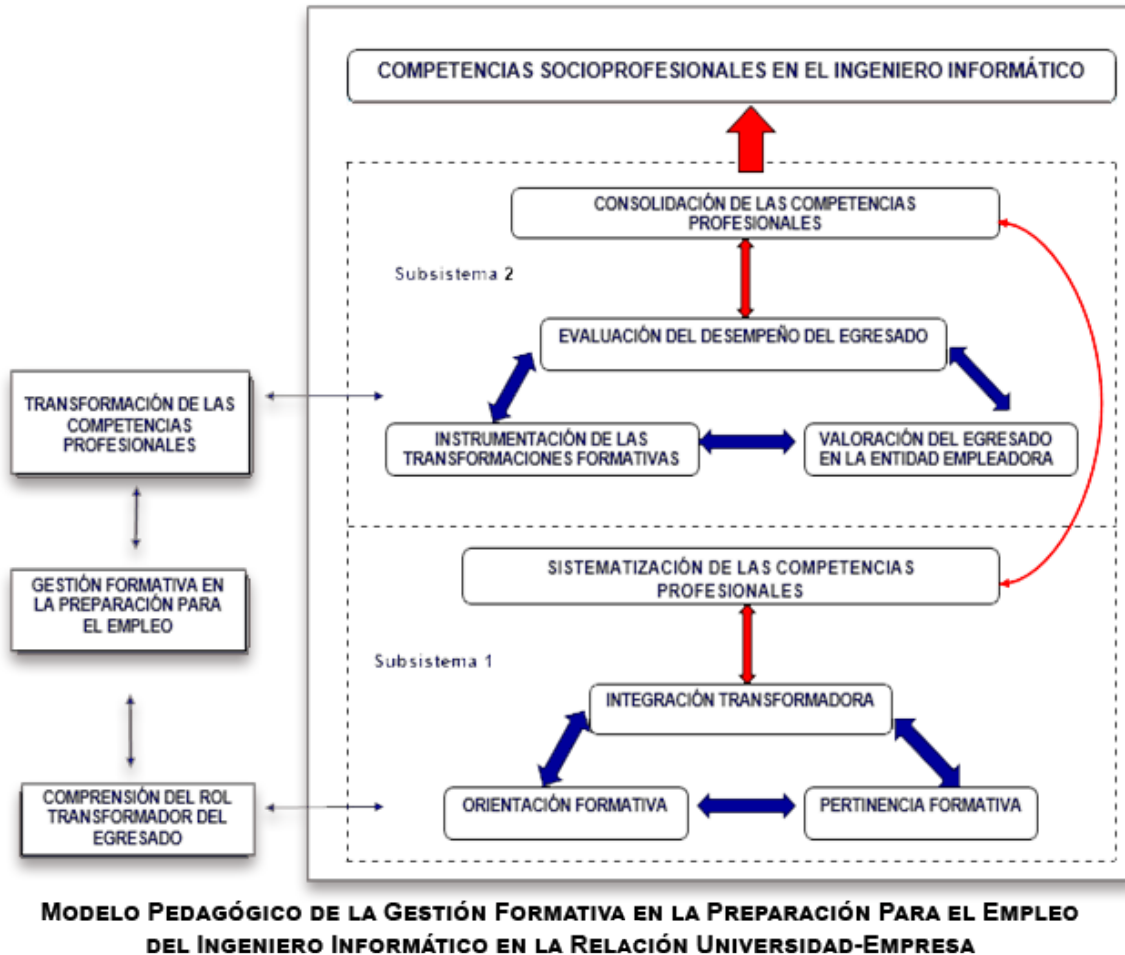 COMPETENCIAS SOCIOPROFESIONALES EN EL INGENIERO INFORMÁTICO
CONSOLIDACIÓN DE LAS COMPETENCIAS
PROFESIONALES
Subsistema 2
EVALUACIÓN DEL DESEMPEÑO DEL EGRESADO
TRANSFORMACIÓN DE LAS
COMPETENCIAS
PROFESIONALES
INSTRUMENTACIÓN DE LAS
TRANSFORMACIONES FORMATIVAS
VALORACIÓN DEL EGRESADO
EN LA ENTIDAD EMPLEADORA
SISTEMATIZACIÓN DE LAS COMPETENCIAS
PROFESIONALES
GESTIÓN FORMATIVA EN
LA PREPARACIÓN PARA
EL EMPLEO
Subsistema 1
INTEGRACIÓN TRANSFORMADORA
COMPRENSIÓN DEL ROL
TRANSFORMADOR DEL
EGRESADO
ORIENTACIÓN FORMATIVA
PERTINENCIA FORMATIVA
MODELO PEDAGÓGICO DE LA GESTIÓN FORMATIVA EN LA PREPARACIÓN PARA EL EMPLEO
DEL INGENIERO INFORMÁTICO EN LA RELACIÓN UNIVERSIDAD-EMPRESA